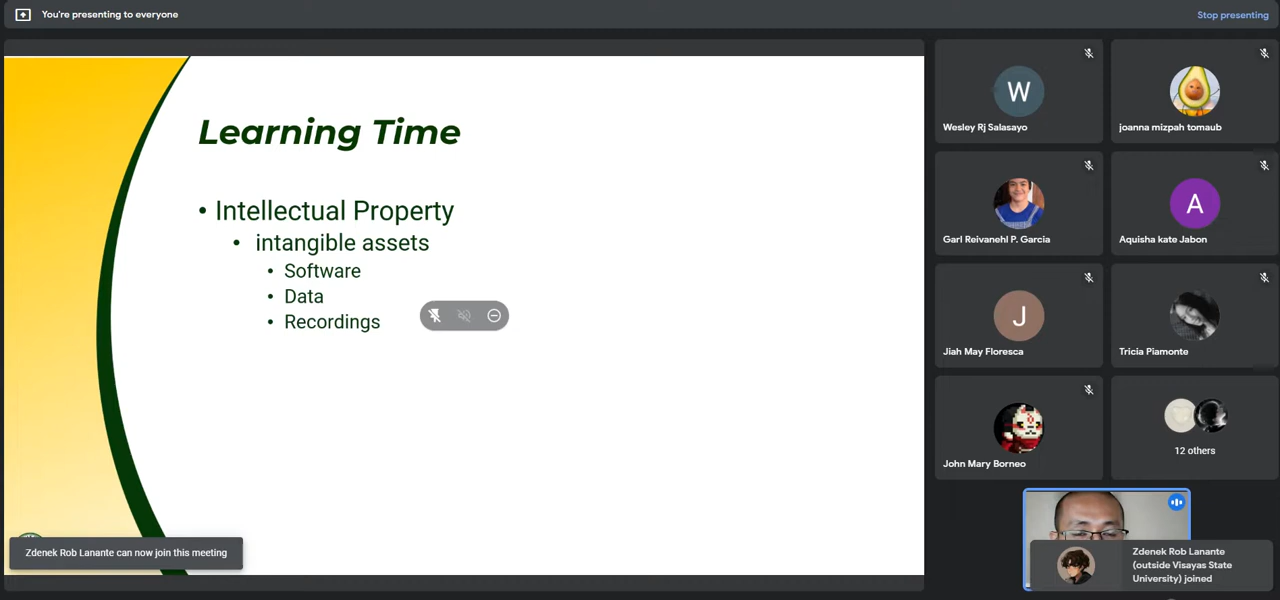 You're presenting to everyone
Stop presenting
Learning Time
• Intellectual Property
• intangible assets
• Software
• Data
• Recordings
Zdenek Rob Lanante can now join this meeting
W
Wesley Rj Salasayo
joanna mizpah tomaub
Garl Reivanehl P. Garcia
A
Aquisha kate Jabon
J
Jiah May Floresca
Tricia Piamonte
John Mary Borneo
12 others
Zdenek Rob Lanante
(outside Visayas State
University) joined